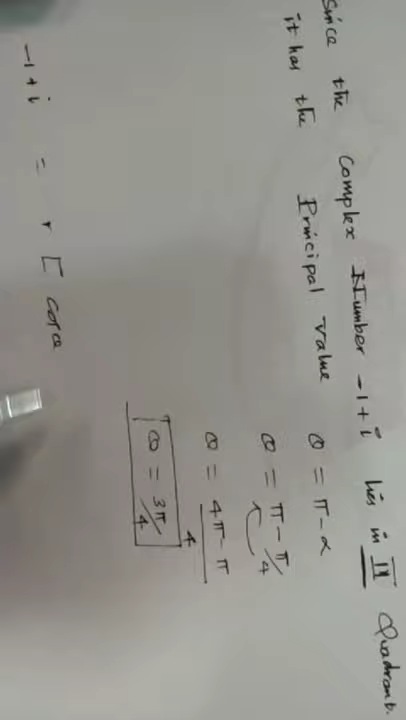 Since the Complex Number -1+i lies in II Quadrant.
it has the Principal value θ = π - α
θ = π - π/4
θ = 4π - π / 4
θ = 3π/4
-1+i = r [ cos α